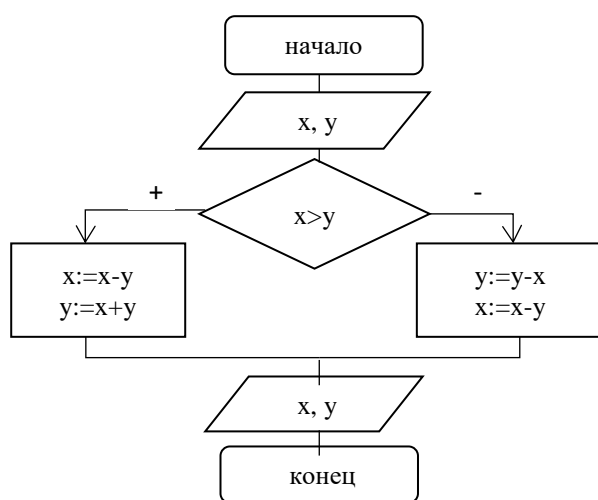 начало
x, y
+
-
x>y
x:=x-y
y:=x+y
y:=y-x
x:=x-y
x, y
конец